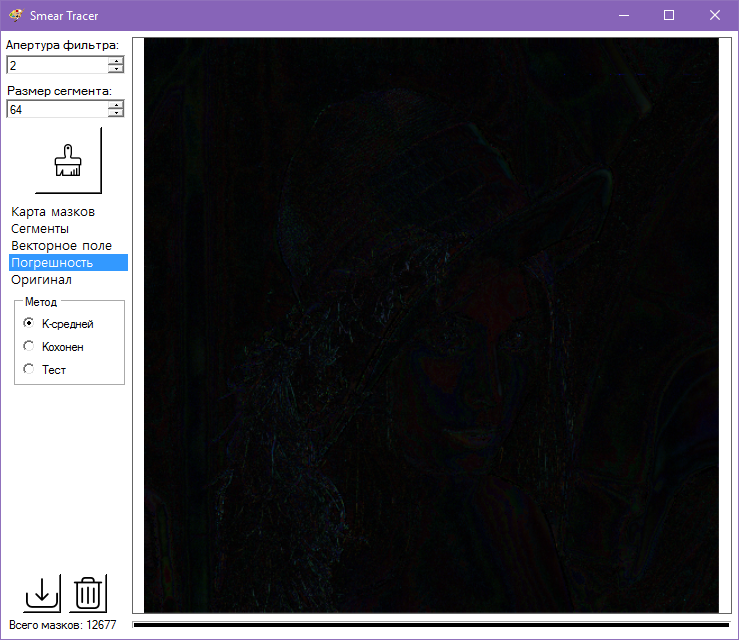 Smear Tracer
Апертура фильтра:
2
Размер сегмента:
64
Карта мазков
Сегменты
Векторное поле
Погрешность
Оригинал
Метод
К-средней
Кохонен
Тест
Всего мазков: 12677